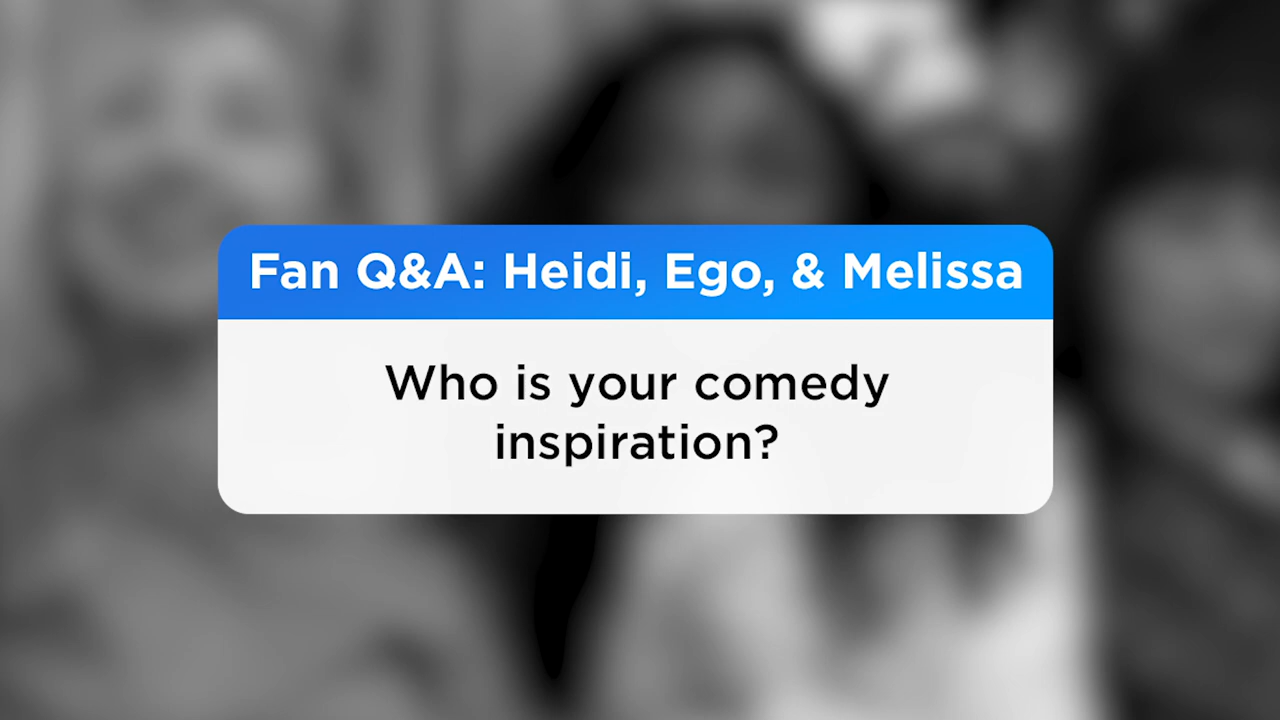 Fan Q&A: Heidi, Ego, & Melissa
Who is your comedy
inspiration?